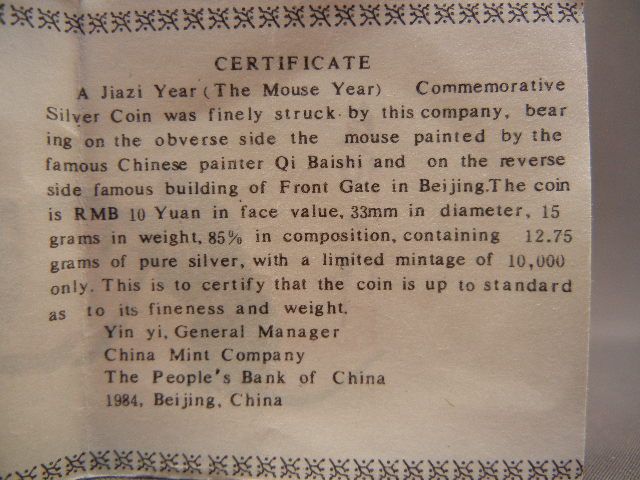 CERTIFICATE
A Jiazi Year (The Mouse Year) Commemorative
Silver Coin was finely struck by this company, bear
ing on the obverse side the mouse painted by the
famous Chinese painter Qi Baishi and on the reverse
side famous building of Front Gate in Beijing.The coin
is RMB 10 Yuan in face value, 33mm in diameter, 15
grams in weight, 85% in composition, containing 12.75
grams of pure silver, with a limited mintage of 10,000
only. This is to certify that the coin is up to standard
as to its fineness and weight.
Yin yi, General Manager
China Mint Company
The People's Bank of China
1984, Beijing, China